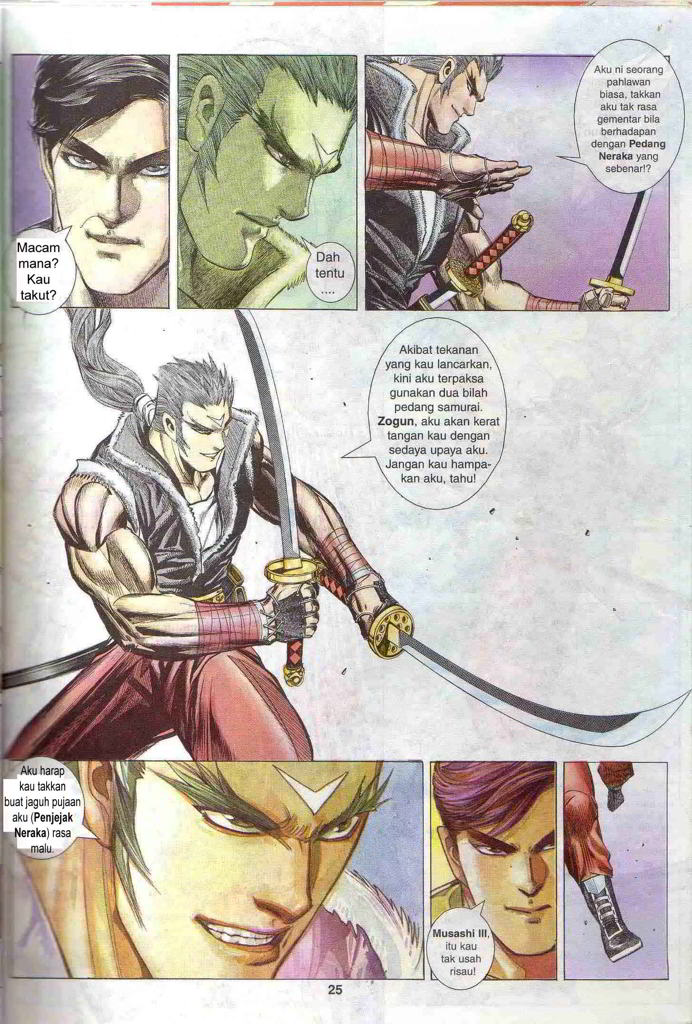 Macam
mana?
Kau
takut?
Dah
tentu
....
Aku ni seorang
pahlawan
biasa, takkan
aku tak rasa
gementar bila
berhadapan
dengan Pedang
Neraka yang
sebenar!?
Akibat tekanan
yang kau lancarkan,
kini aku terpaksa
gunakan dua bilah
pedang samurai.
Zogun, aku akan kerat
tangan kau dengan
sedaya upaya aku.
Jangan kau hampa-
kan aku, tahu!
Aku harap
kau takkan
buat jaguh pujaan
aku (Penjejak
Neraka) rasa
malu.
Musashi III,
itu kau
tak usah
risau!
25